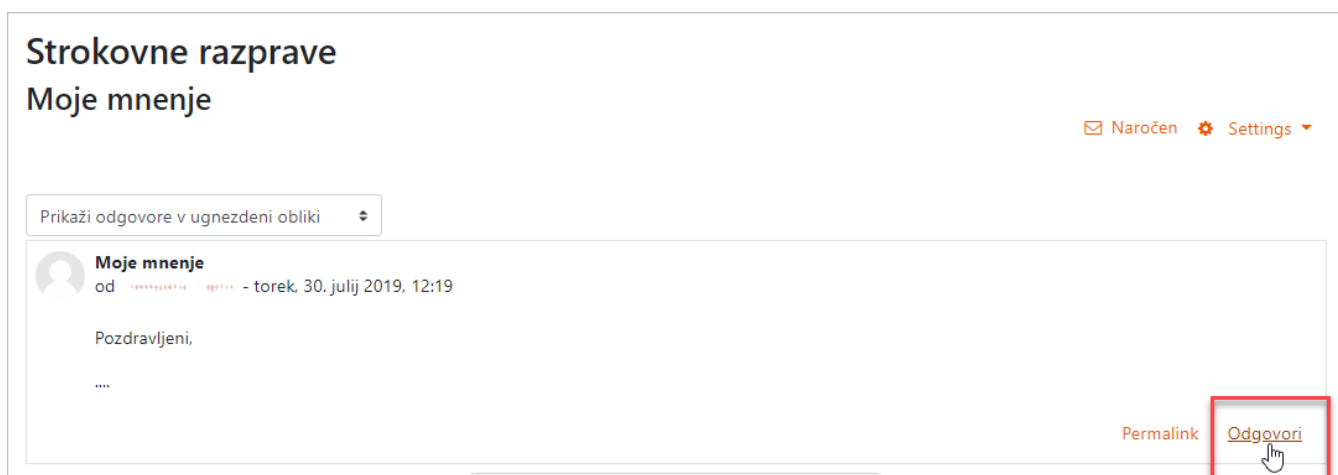 Strokovne razprave
Moje mnenje
Naročen Settings
Prikaži odgovore v ugnezdeni obliki
Moje mnenje
od - torek, 30. julij 2019, 12:19
Pozdravljeni,
....
Permalink Odgovori